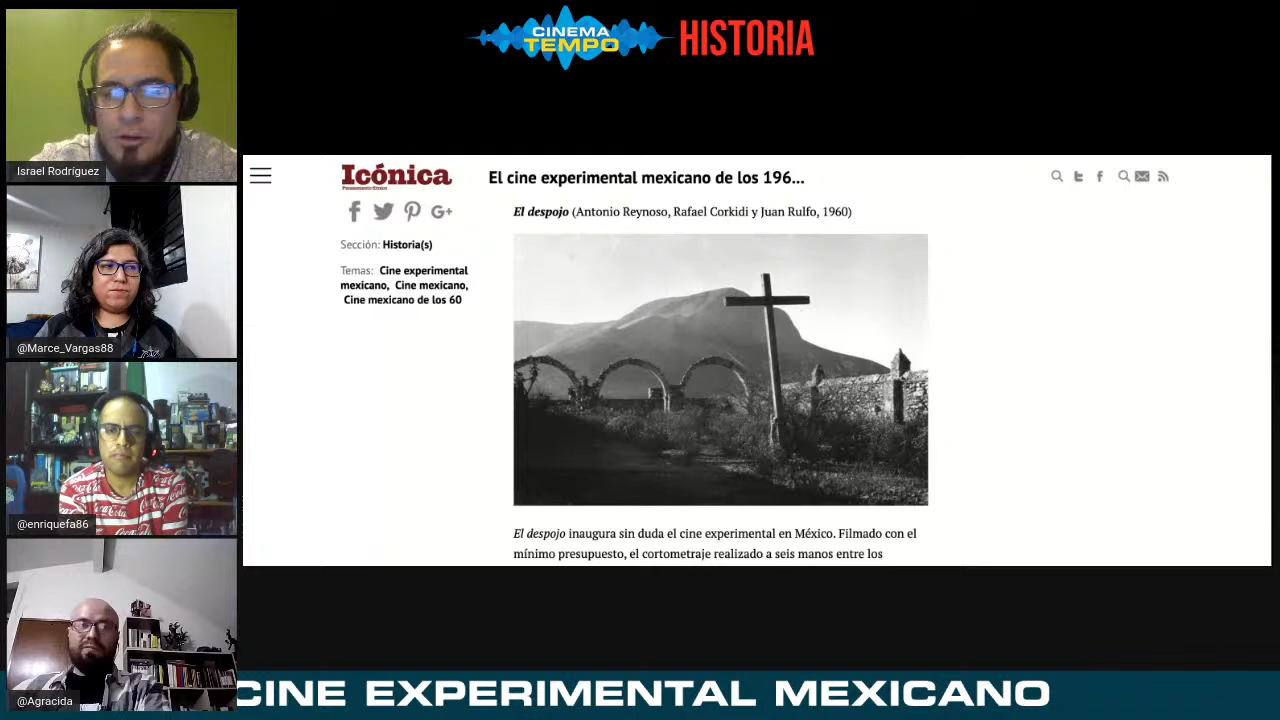 CINEMA
TEMPO
HISTORIA
Israel Rodríguez
@Marce_Vargas88
@enriquefa86
@Agracida
Icónica
El cine experimental mexicano de los 196...
Sección: Historia(s)
Temas: Cine experimental
mexicano, Cine mexicano,
Cine mexicano de los 60
El despojo (Antonio Reynoso, Rafael Corkidi y Juan Rulfo, 1960)
El despojo inaugura sin duda el cine experimental en México. Filmado con el
mínimo presupuesto, el cortometraje realizado a seis manos entre los
CINE EXPERIMENTAL MEXICANO